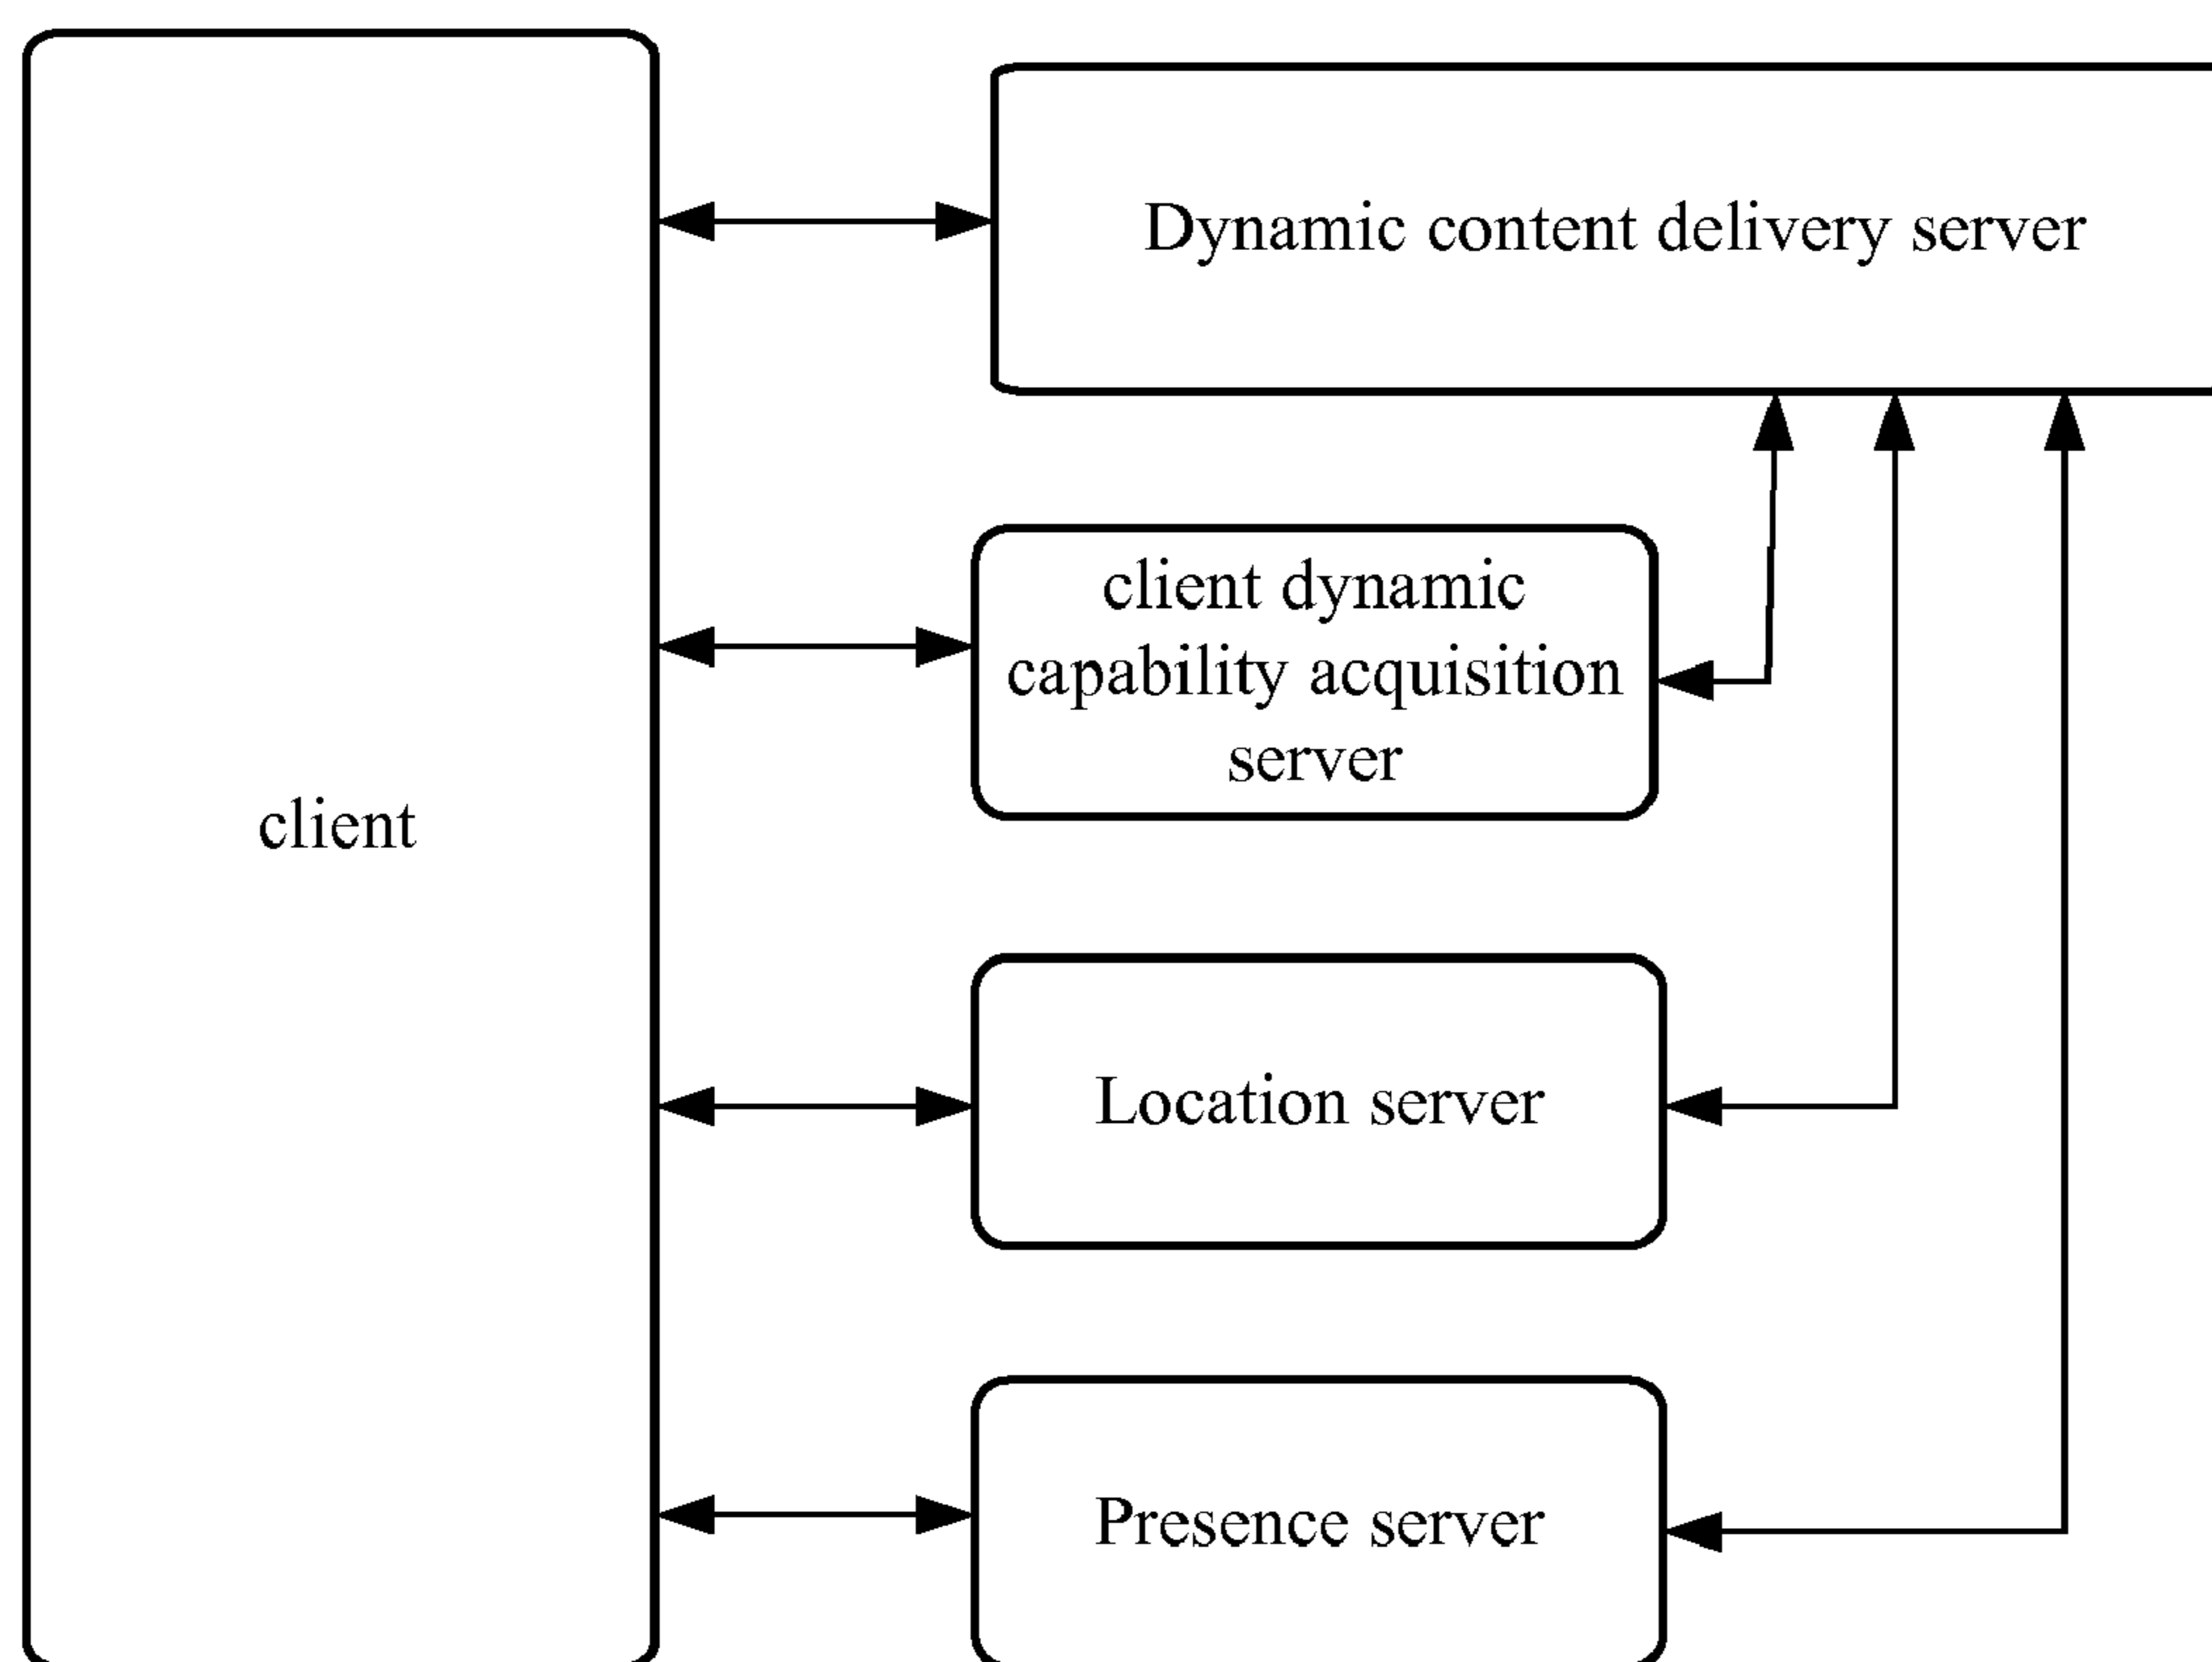 Dynamic content delivery server
client dynamic
capability acquisition
server
client
Location server
Presence server